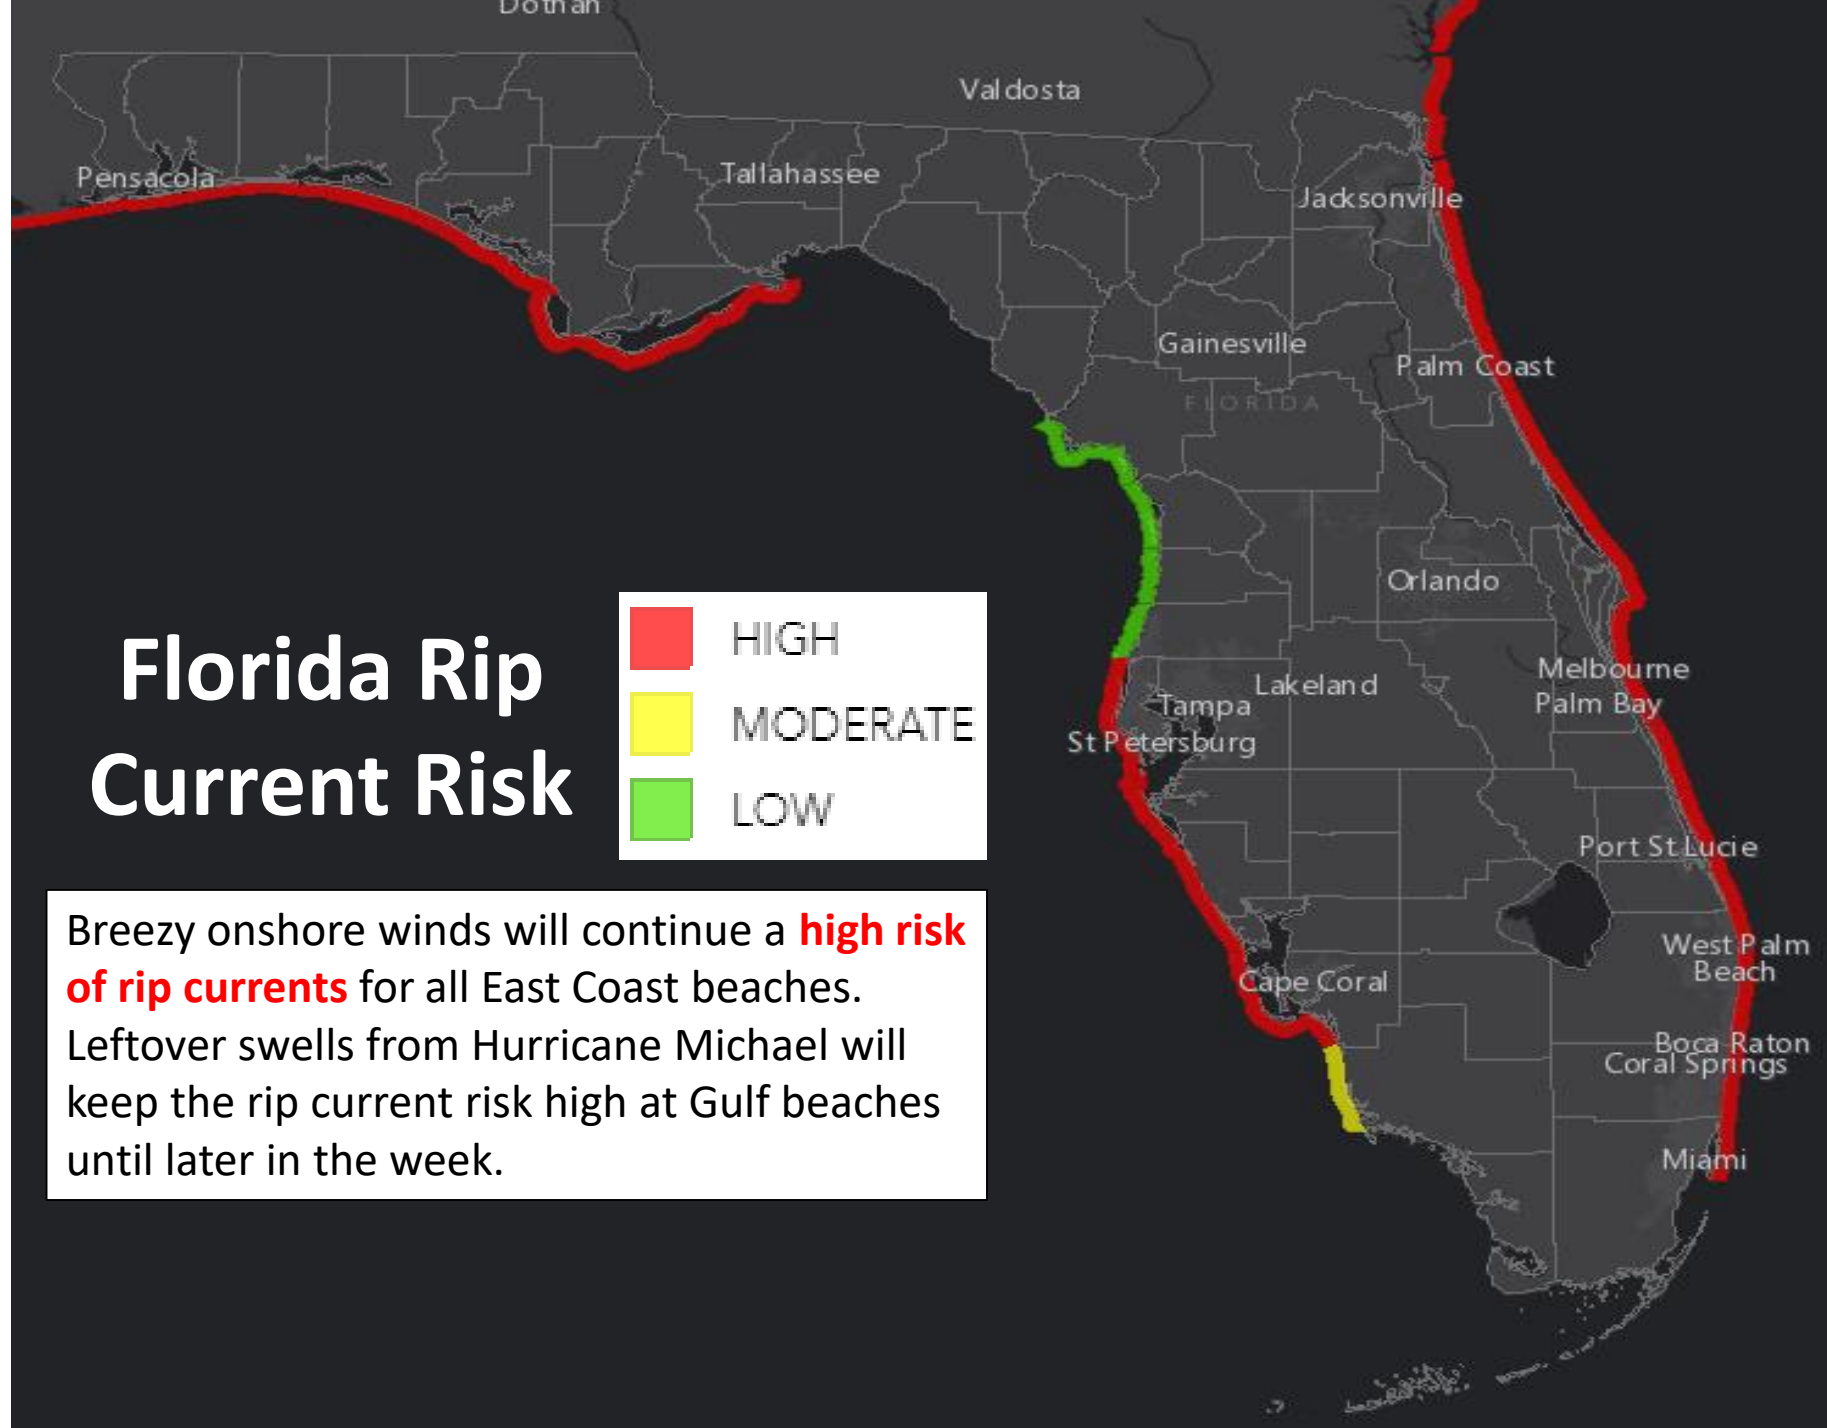 Dothan
Valdosta
Pensacola
Tallahassee
Jacksonville
Gainesville
Palm Coast
FLORIDA
Orlando
Florida Rip
Current Risk
HIGH
MODERATE
LOW
Melbourne
Lakeland
Palm Bay
Tampa
St Petersburg
Port St Lucie
Breezy onshore winds will continue a high risk
of rip currents for all East Coast beaches.
Leftover swells from Hurricane Michael will
keep the rip current risk high at Gulf beaches
until later in the week.
West Palm
Beach
Cape Coral
Boca Raton
Coral Springs
Miami